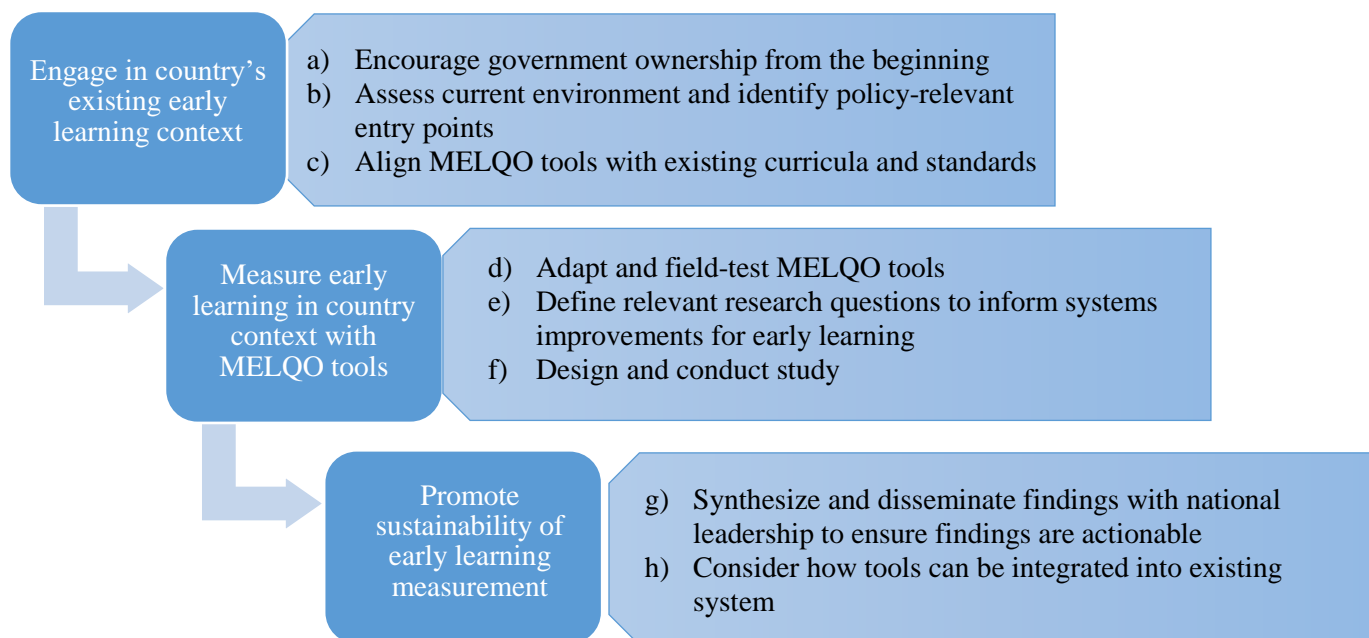 Engage in country’s
existing early
learning context
a) Encourage government ownership from the beginning
b) Assess current environment and identify policy-relevant
entry points
c) Align MELQO tools with existing curricula and standards
Measure early
learning in country
context with
MELQO tools
d) Adapt and field-test MELQO tools
e) Define relevant research questions to inform systems
improvements for early learning
f) Design and conduct study
Promote
sustainability of
early learning
measurement
g) Synthesize and disseminate findings with national
leadership to ensure findings are actionable
h) Consider how tools can be integrated into existing
system